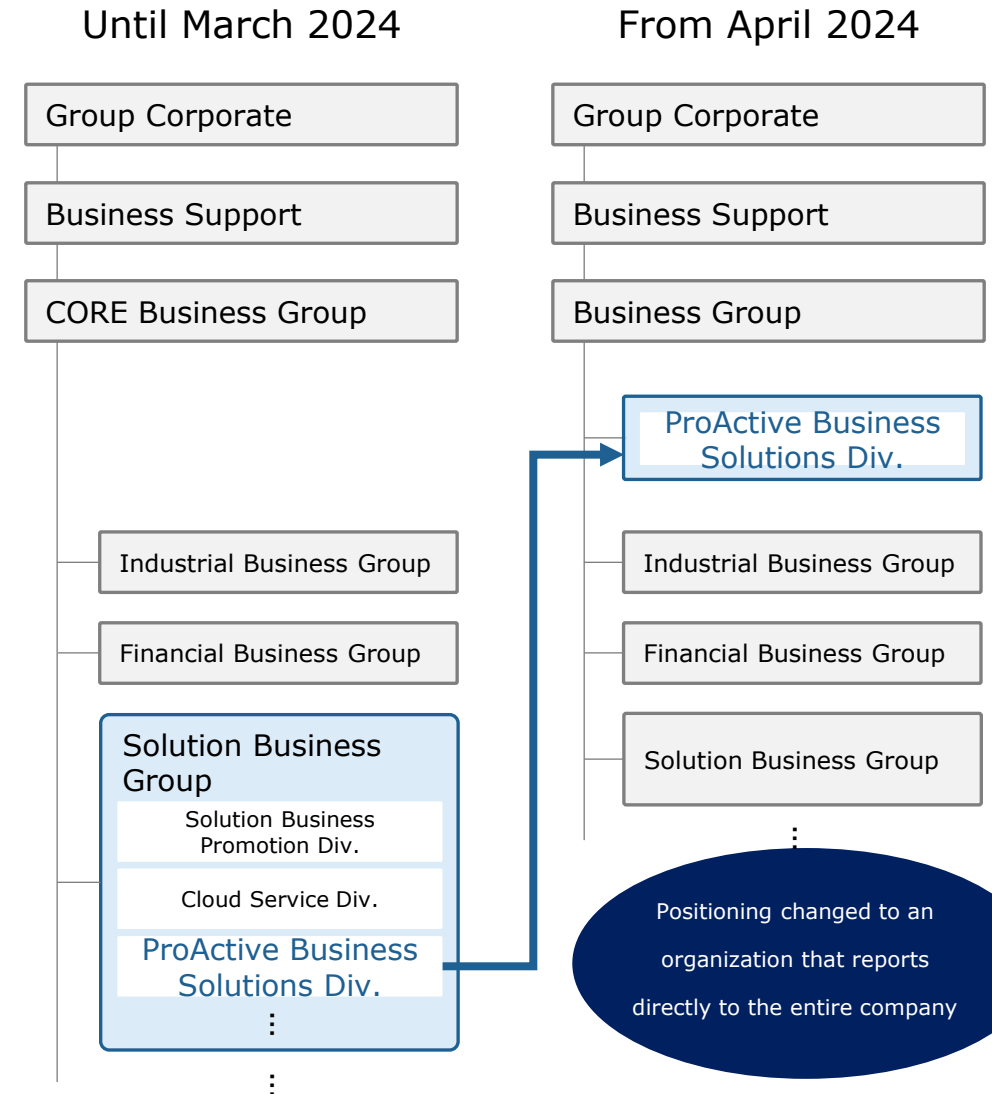 Until March 2024
Group Corporate
Business Support
CORE Business Group
Industrial Business Group
Financial Business Group
Solution Business
Group
Solution Business
Promotion Div.
Cloud Service Div.
ProActive Business
Solutions Div.
From April 2024
Group Corporate
Business Support
Business Group
ProActive Business
Solutions Div.
Industrial Business Group
Financial Business Group
Solution Business Group
Positioning changed to an
organization that reports
directly to the entire company